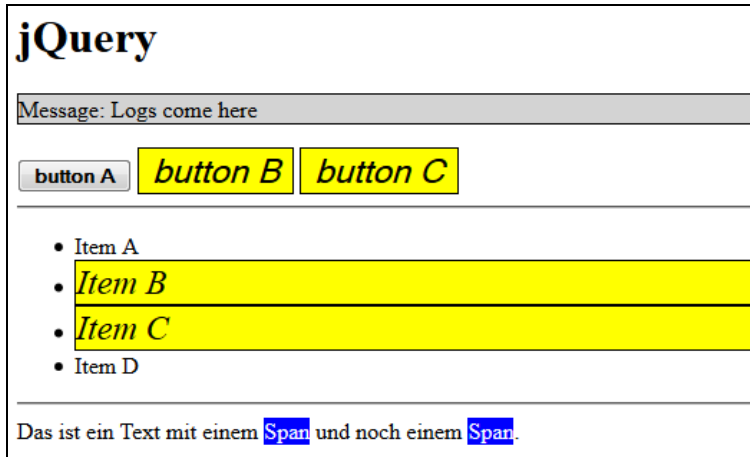 jQuery
Message: Logs come here
button A button B button C
Item A
Item B
Item C
Item D
Das ist ein Text mit einem Span und noch einem Span.